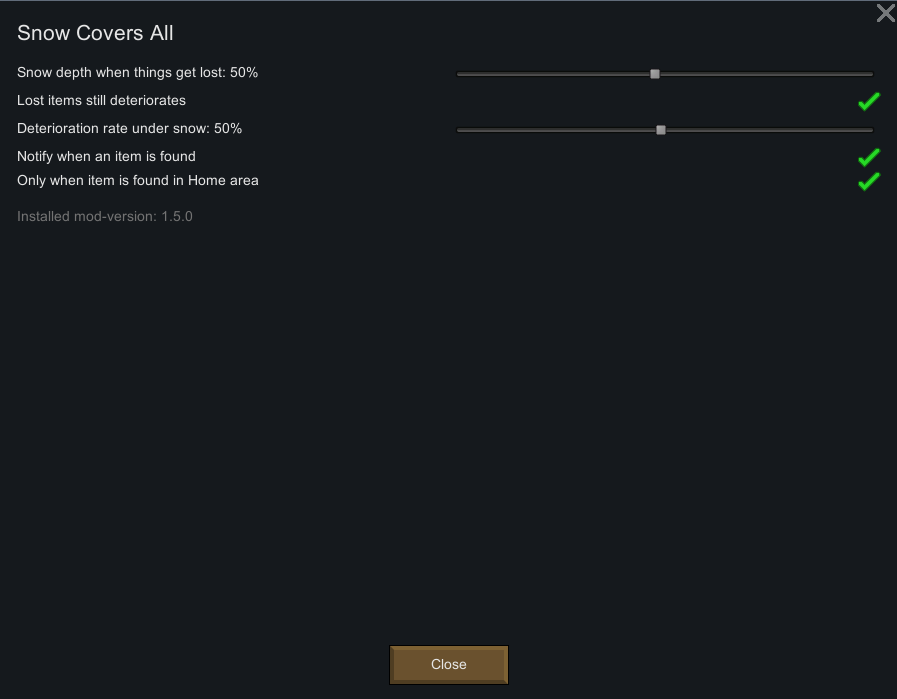 Snow Covers All
Snow depth when things get lost: 50%
Lost items still deteriorates
Deterioration rate under snow: 50%
Notify when an item is found
Only when item is found in Home area
Installed mod-version: 1.5.0
Close